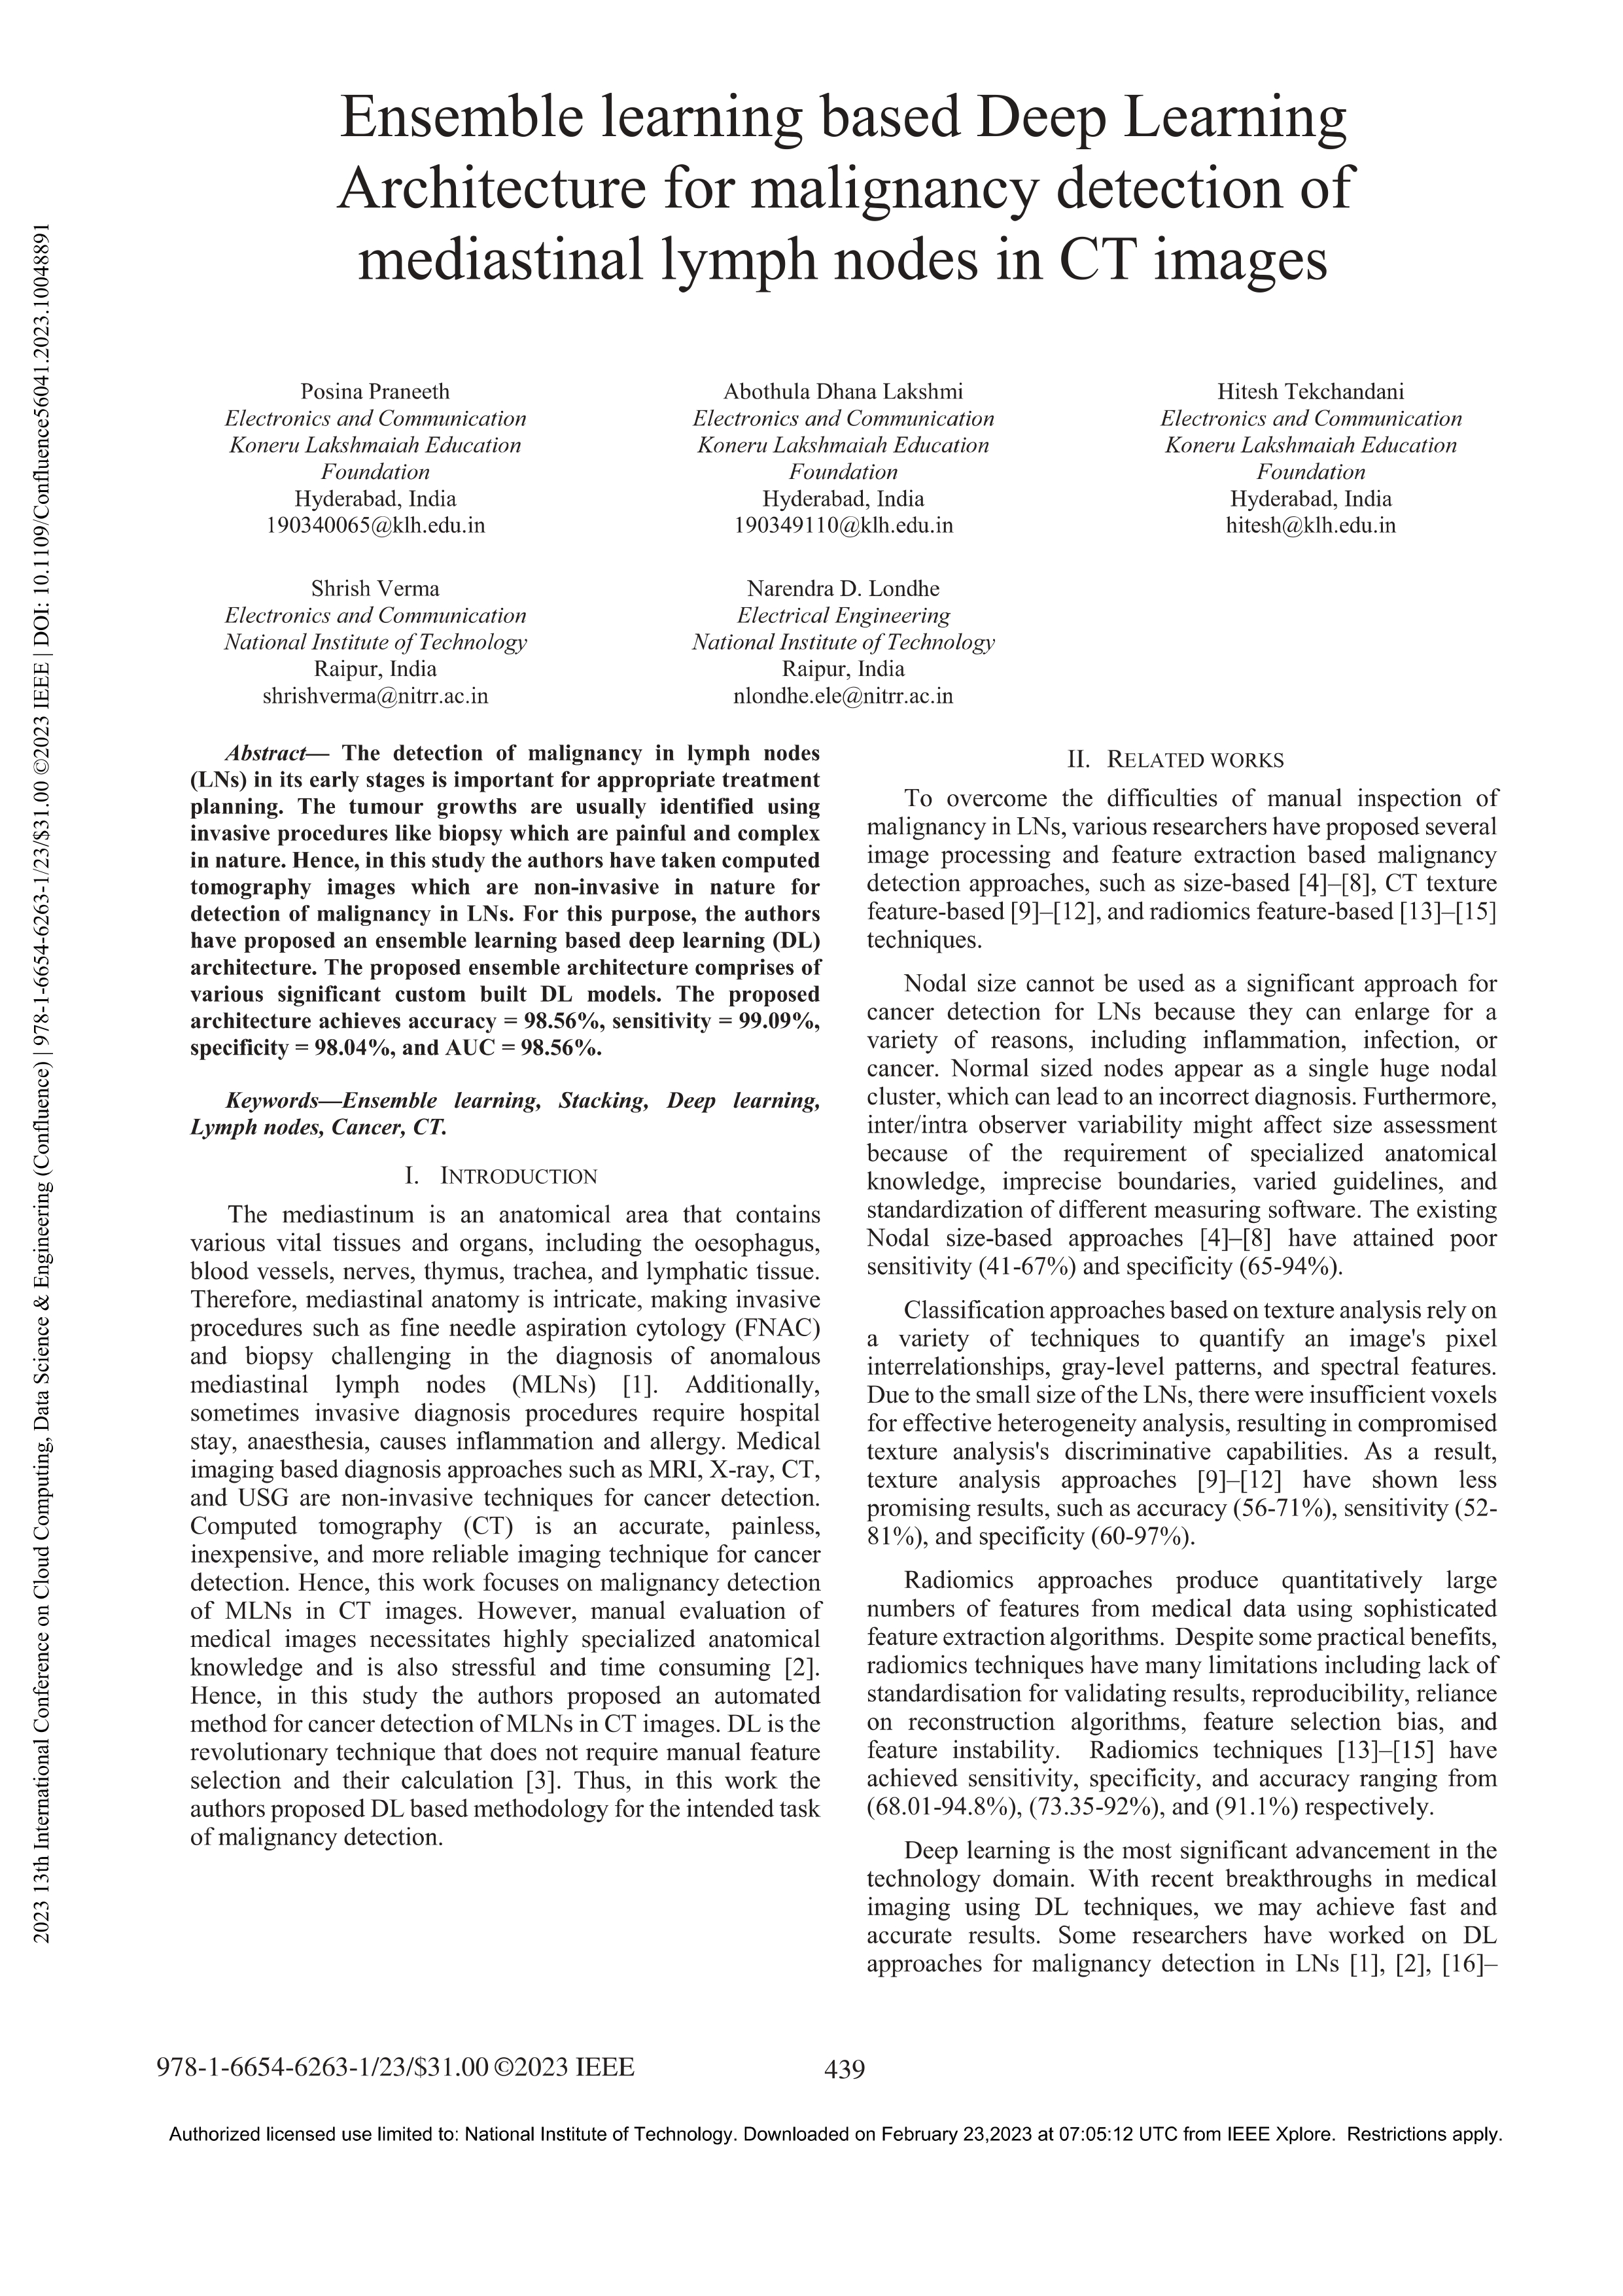 Ensemble learning based Deep Learning
Architecture for malignancy detection of
mediastinal lymph nodes in CT images
Posina Praneeth
Electronics and Communication
Koneru Lakshmaiah Education
Foundation
Hyderabad, India
190340065@klh.edu.in
Abothula Dhana Lakshmi
Electronics and Communication
Koneru Lakshmaiah Education
Foundation
Hyderabad, India
190349110@klh.edu.in
Hitesh Tekchandani
Electronics and Communication
Koneru Lakshmaiah Education
Foundation
Hyderabad, India
hitesh@klh.edu.in
Shrish Verma
Electronics and Communication
National Institute of Technology
Raipur, India
shrishverma@nitrr.ac.in
Narendra D. Londhe
Electrical Engineering
National Institute of Technology
Raipur, India
nlondhe.ele@nitrr.ac.in
Abstract— The detection of malignancy in lymph nodes
(LNs) in its early stages is important for appropriate treatment
planning. The tumour growths are usually identified using
invasive procedures like biopsy which are painful and complex
in nature. Hence, in this study the authors have taken computed
tomography images which are non-invasive in nature for
detection of malignancy in LNs. For this purpose, the authors
have proposed an ensemble learning based deep learning (DL)
architecture. The proposed ensemble architecture comprises of
various significant custom built DL models. The proposed
architecture achieves accuracy = 98.56%, sensitivity = 99.09%,
specificity = 98.04%, and AUC = 98.56%.
Keywords—Ensemble learning, Stacking, Deep learning,
Lymph nodes, Cancer, CT.
I. INTRODUCTION
The mediastinum is an anatomical area that contains
various vital tissues and organs, including the oesophagus,
blood vessels, nerves, thymus, trachea, and lymphatic tissue.
Therefore, mediastinal anatomy is intricate, making invasive
procedures such as fine needle aspiration cytology (FNAC)
and biopsy challenging in the diagnosis of anomalous
mediastinal lymph nodes (MLNs) [1]. Additionally,
sometimes invasive diagnosis procedures require hospital
stay, anaesthesia, causes inflammation and allergy. Medical
imaging based diagnosis approaches such as MRI, X-ray, CT,
and USG are non-invasive techniques for cancer detection.
Computed tomography (CT) is an accurate, painless,
inexpensive, and more reliable imaging technique for cancer
detection. Hence, this work focuses on malignancy detection
of MLNs in CT images. However, manual evaluation of
medical images necessitates highly specialized anatomical
knowledge and is also stressful and time consuming [2].
Hence, in this study the authors proposed an automated
method for cancer detection of MLNs in CT images. DL is the
revolutionary technique that does not require manual feature
selection and their calculation [3]. Thus, in this work the
authors proposed DL based methodology for the intended task
of malignancy detection.
II. RELATED WORKS
To overcome the difficulties of manual inspection of
malignancy in LNs, various researchers have proposed several
image processing and feature extraction based malignancy
detection approaches, such as size-based [4]–[8], CT texture
feature-based [9]–[12], and radiomics feature-based [13]–[15]
techniques.
Nodal size cannot be used as a significant approach for
cancer detection for LNs because they can enlarge for a
variety of reasons, including inflammation, infection, or
cancer. Normal sized nodes appear as a single huge nodal
cluster, which can lead to an incorrect diagnosis. Furthermore,
inter/intra observer variability might affect size assessment
because of the requirement of specialized anatomical
knowledge, imprecise boundaries, varied guidelines, and
standardization of different measuring software. The existing
Nodal size-based approaches [4]–[8] have attained poor
sensitivity (41-67%) and specificity (65-94%).
Classification approaches based on texture analysis rely on
a variety of techniques to quantify an image's pixel
interrelationships, gray-level patterns, and spectral features.
Due to the small size of the LNs, there were insufficient voxels
for effective heterogeneity analysis, resulting in compromised
texture analysis's discriminative capabilities. As a result,
texture analysis approaches [9]–[12] have shown less
promising results, such as accuracy (56-71%), sensitivity (52-
81%), and specificity (60-97%).
Radiomics approaches produce quantitatively large
numbers of features from medical data using sophisticated
feature extraction algorithms. Despite some practical benefits,
radiomics techniques have many limitations including lack of
standardisation for validating results, reproducibility, reliance
on reconstruction algorithms, feature selection bias, and
feature instability. Radiomics techniques [13]–[15] have
achieved sensitivity, specificity, and accuracy ranging from
(68.01-94.8%), (73.35-92%), and (91.1%) respectively.
Deep learning is the most significant advancement in the
technology domain. With recent breakthroughs in medical
imaging using DL techniques, we may achieve fast and
accurate results. Some researchers have worked on DL
approaches for malignancy detection in LNs [1], [2], [16]–
2023 13th International Conference on Cloud Computing, Data Science & Engineering (Confluence) | 978-1-6654-6263-1/23/$31.00 ©2023 IEEE | DOI: 10.1109/Confluence56041.2023.10048891
978-1-6654-6263-1/23/$31.00 ©2023 IEEE
439
Authorized licensed use limited to: National Institute of Technology. Downloaded on February 23,2023 at 07:05:12 UTC from IEEE Xplore. Restrictions apply.